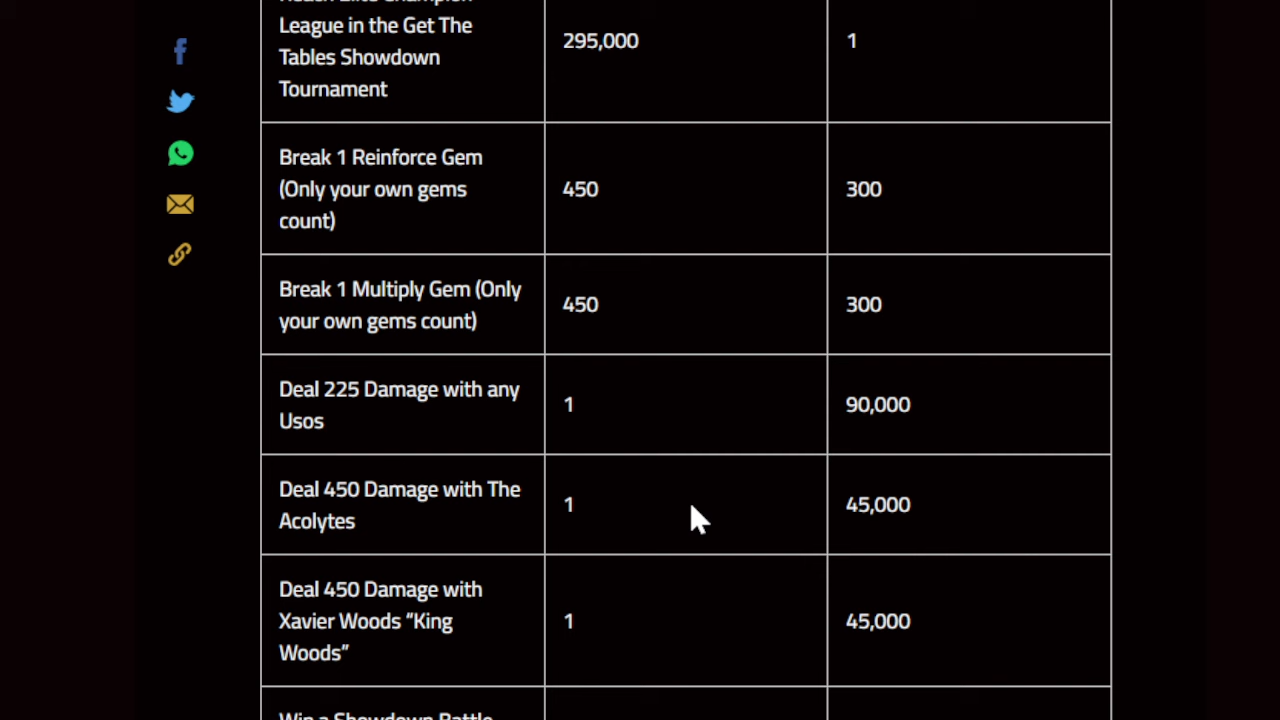 League in the Get The
Tables Showdown
Tournament
295,000
1
Break 1 Reinforce Gem
(Only your own gems
count)
450
300
Break 1 Multiply Gem (Only
your own gems count)
450
300
Deal 225 Damage with any
Usos
1
90,000
Deal 450 Damage with The
Acolytes
1
45,000
Deal 450 Damage with
Xavier Woods “King
Woods”
1
45,000
Win a Showdown Battle